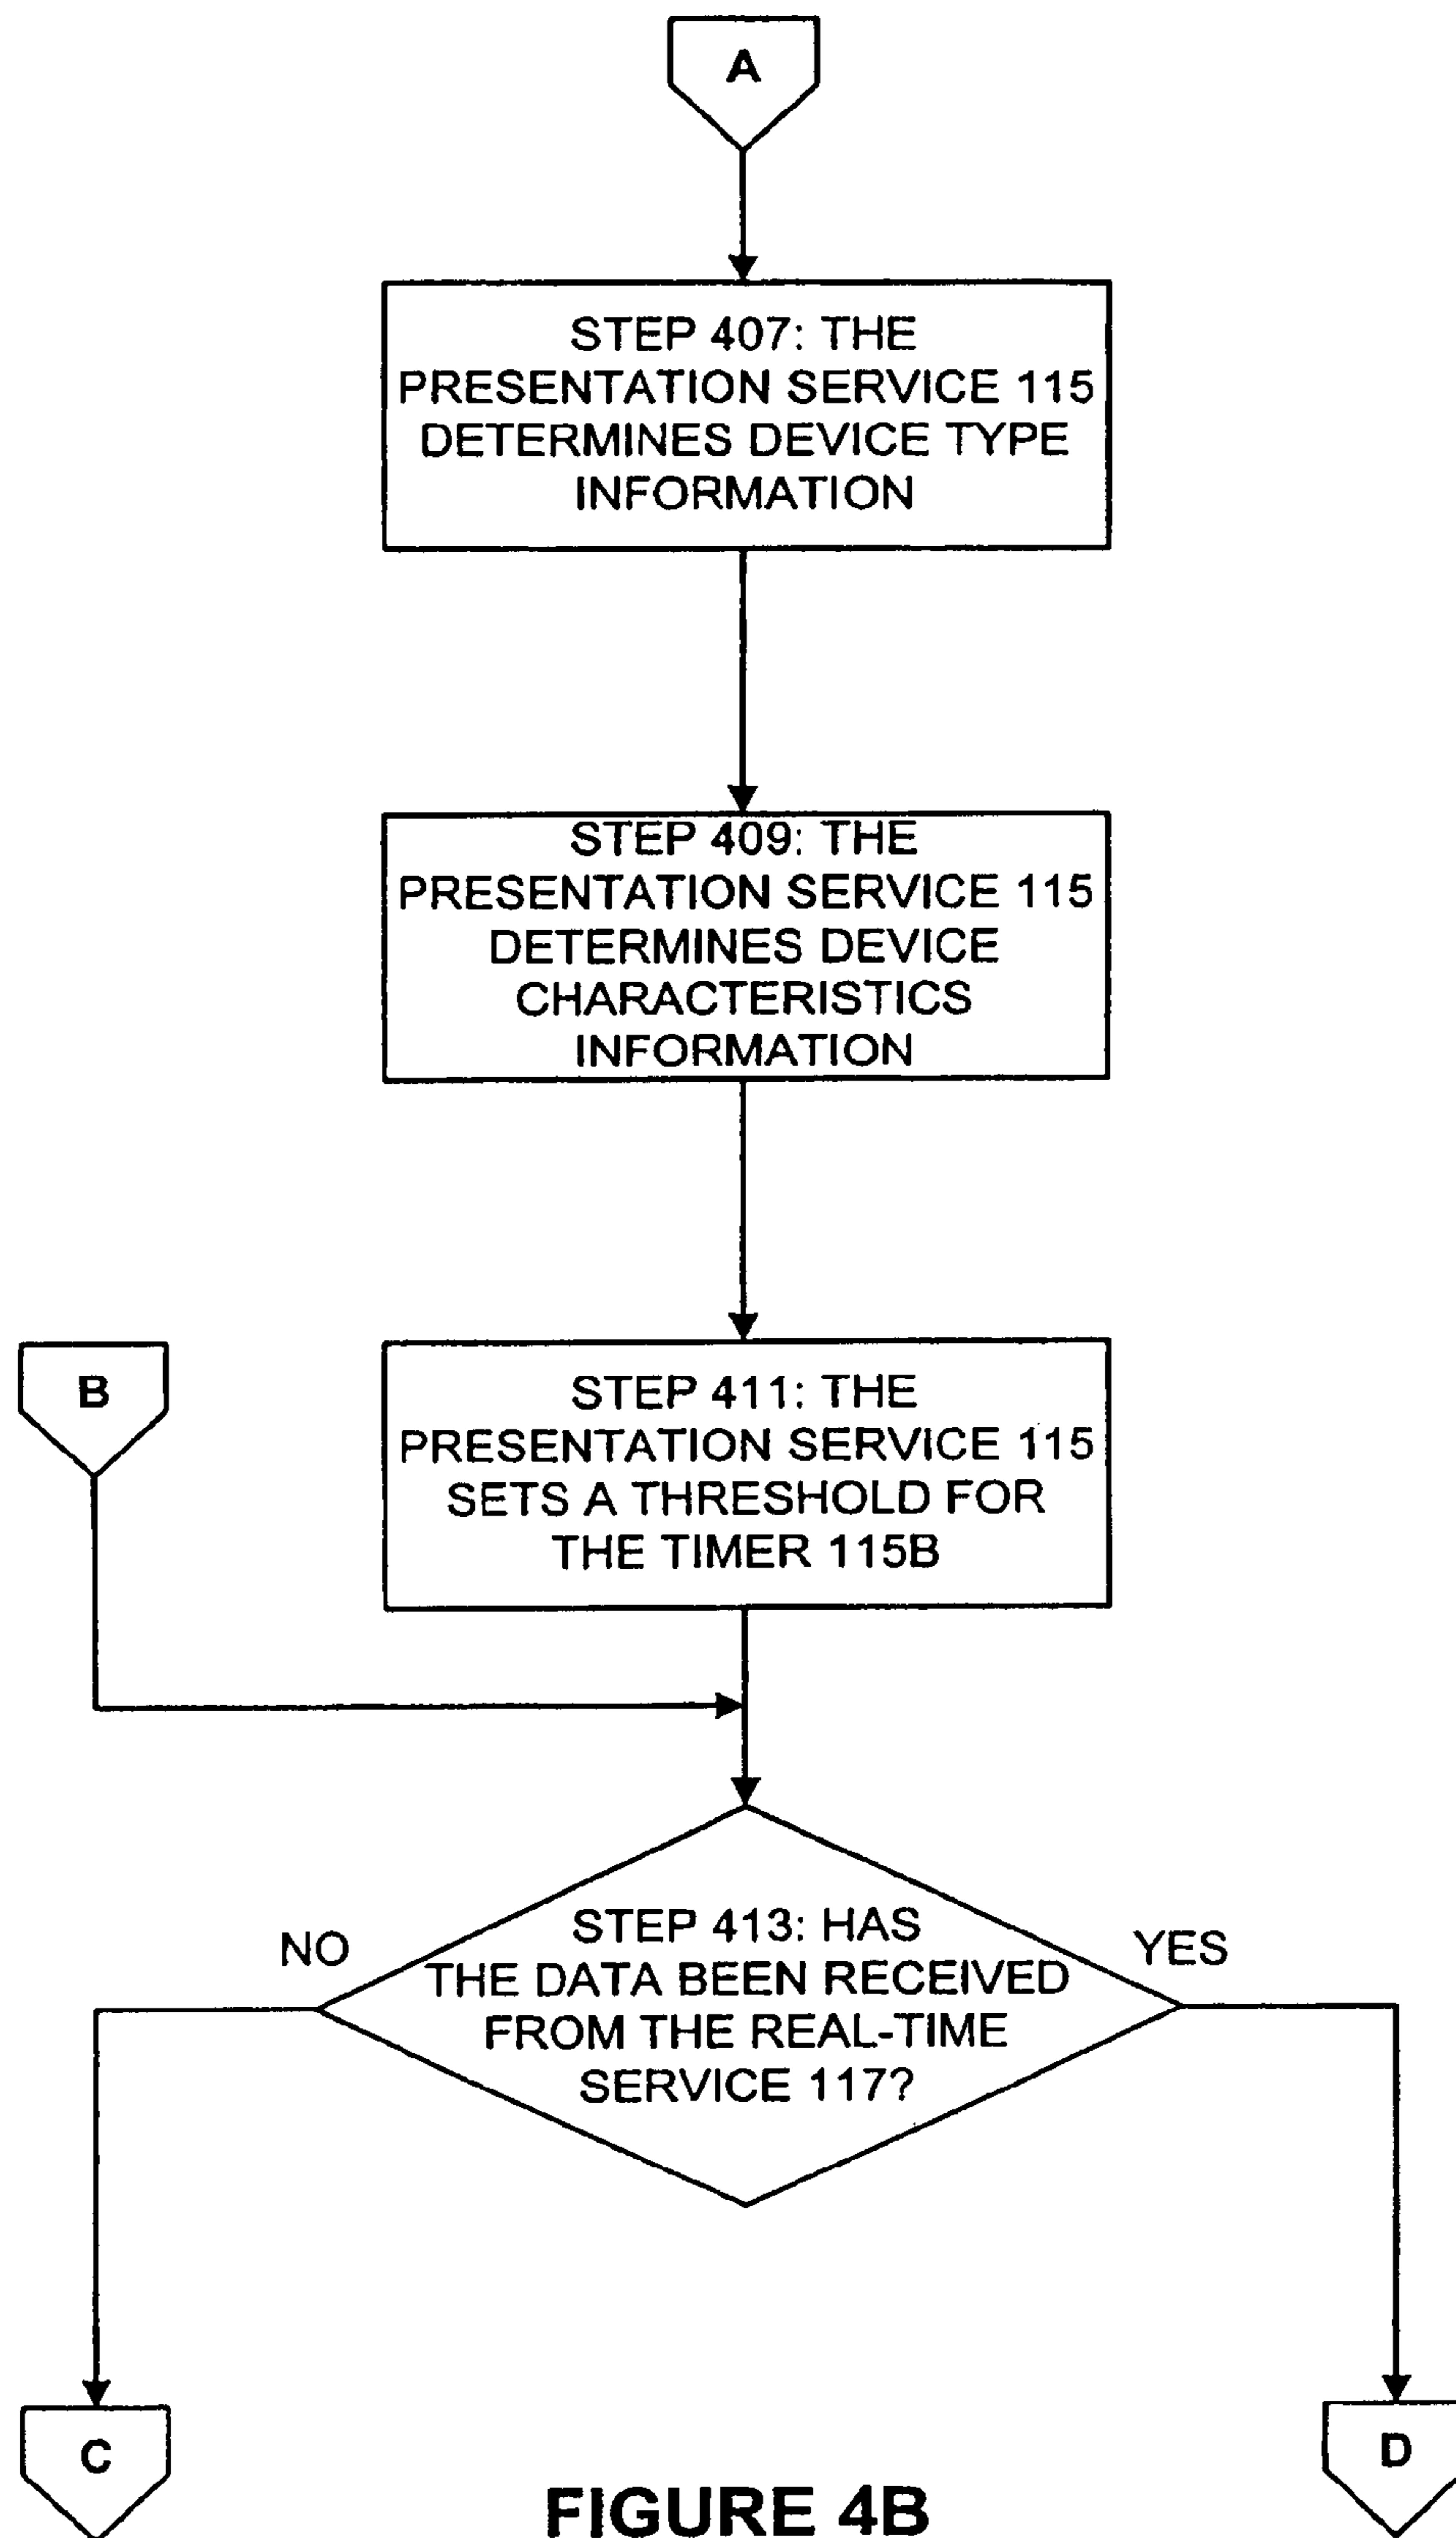 A
STEP 407: THE
PRESENTATION SERVICE 115
DETERMINES DEVICE TYPE
INFORMATION
STEP 409: THE
PRESENTATION SERVICE 115
DETERMINES DEVICE
CHARACTERISTICS
INFORMATION
B
STEP 411: THE
PRESENTATION SERVICE 115
SETS A THRESHOLD FOR
THE TIMER 115B
NO
STEP 413: HAS
THE DATA BEEN RECEIVED
FROM THE REAL-TIME
SERVICE 117?
YES
C
D
FIGURE 4B